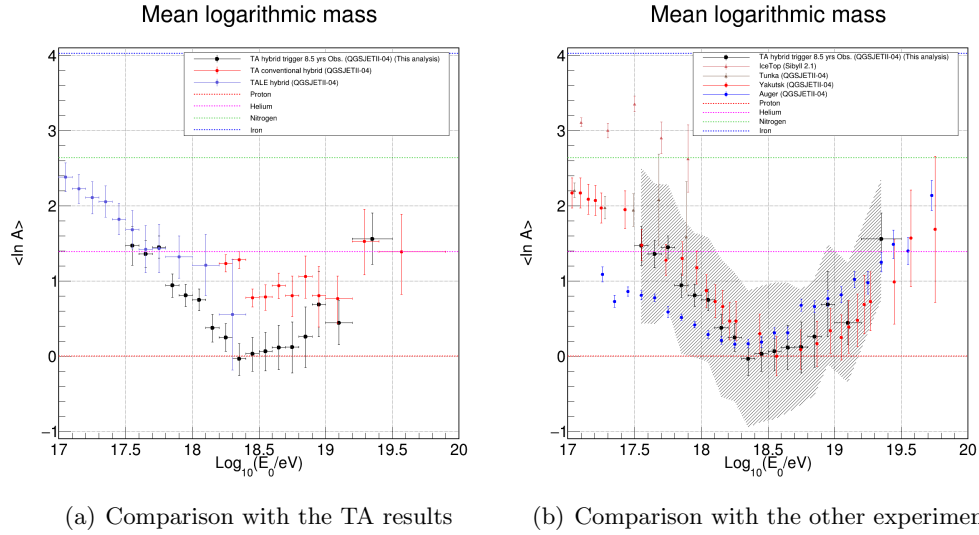 Mean logarithmic mass
<ln A>
4
3
2
1
0
−1
TA hybrid trigger 8.5 yrs Obs. (QGSJETII-04) (This analysis)
TA conventional hybrid (QGSJETII-04)
TALE hybrid (QGSJETII-04)
Proton
Helium
Nitrogen
Iron
17 17.5 18 18.5 19 19.5 20
Log10(E0/eV)
(a) Comparison with the TA results
Mean logarithmic mass
<ln A>
4
3
2
1
0
−1
TA hybrid trigger 8.5 yrs Obs. (QGSJETII-04) (This analysis)
IceTop (Sibyll 2.1)
Tunka (QGSJETII-04)
Yakutsk (QGSJETII-04)
Auger (QGSJETII-04)
Proton
Helium
Nitrogen
Iron
17 17.5 18 18.5 19 19.5 20
Log10(E0/eV)
(b) Comparison with the other experimen